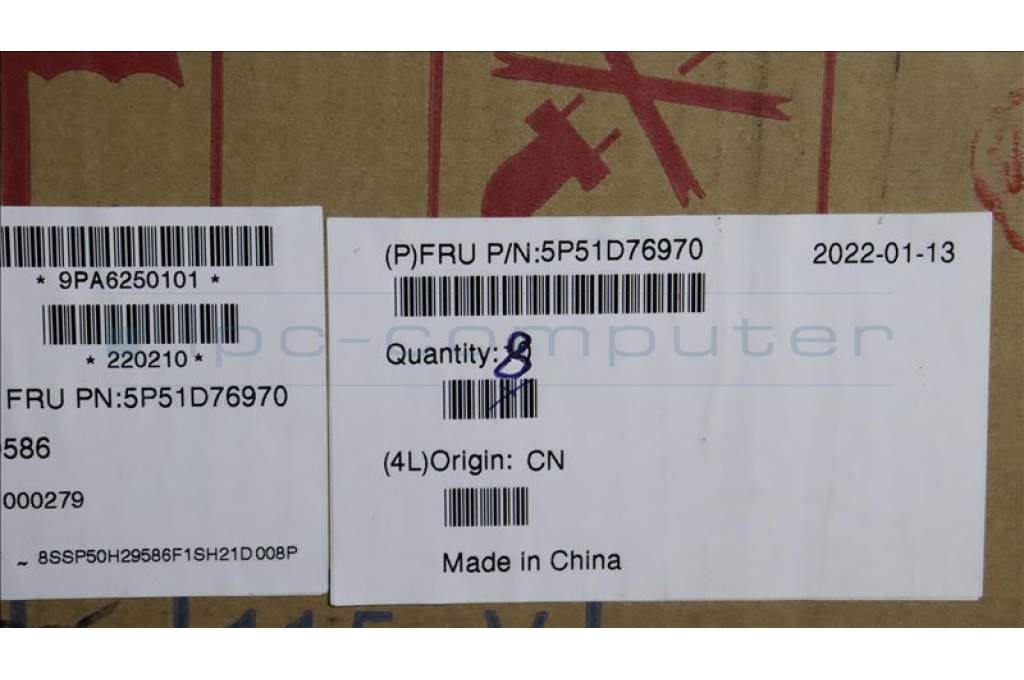 * 9PA6250101 *
* 220210 *
FRU PN:5P51D76970
586
000279
~ 8SSP50H29586F1SH21D008P
(P)FRU P/N:5P51D76970
2022-01-13
Quantity: 8
(4L)Origin: CN
Made in China
pc-computer